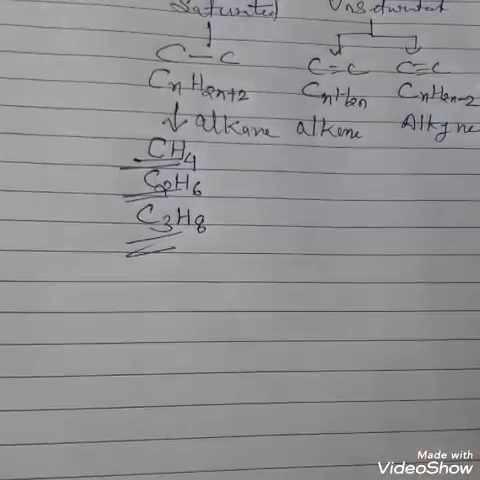 Saturated Unsaturated
C — C C = C C ≡ C
CnH2n+2 CnH2n CnH2n-2
alkane alkene Alkyne
CH4
C2H6
C3H8
Made with
VideoShow